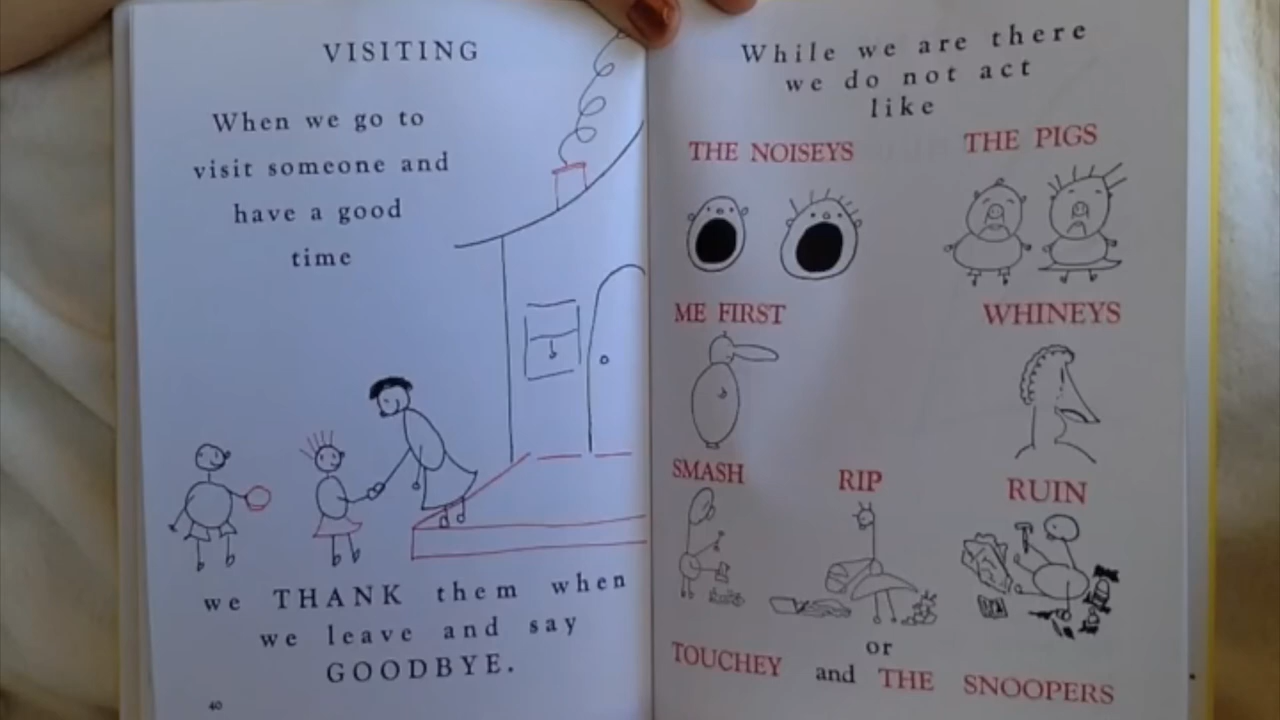 VISITING
When we go to
visit someone and
have a good
time
we THANK them when
we leave and say
GOODBYE.
40
While we are there
we do not act
like
THE NOISEYS THE PIGS
ME FIRST WHINEYS
SMASH RIP RUIN
or
TOUCHEY and THE SNOOPERS